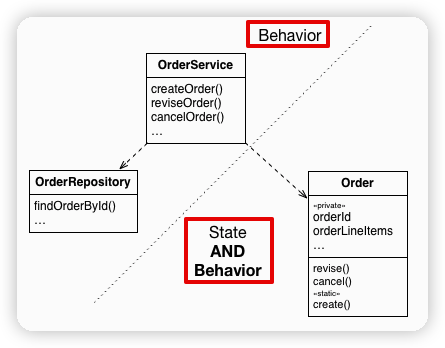 Behavior
OrderService
createOrder()
reviseOrder()
cancelOrder()
...
OrderRepository
findOrderById()
...
Order
«private»
orderId
orderLineItems
...
revise()
cancel()
«static»
create()
State
AND
Behavior